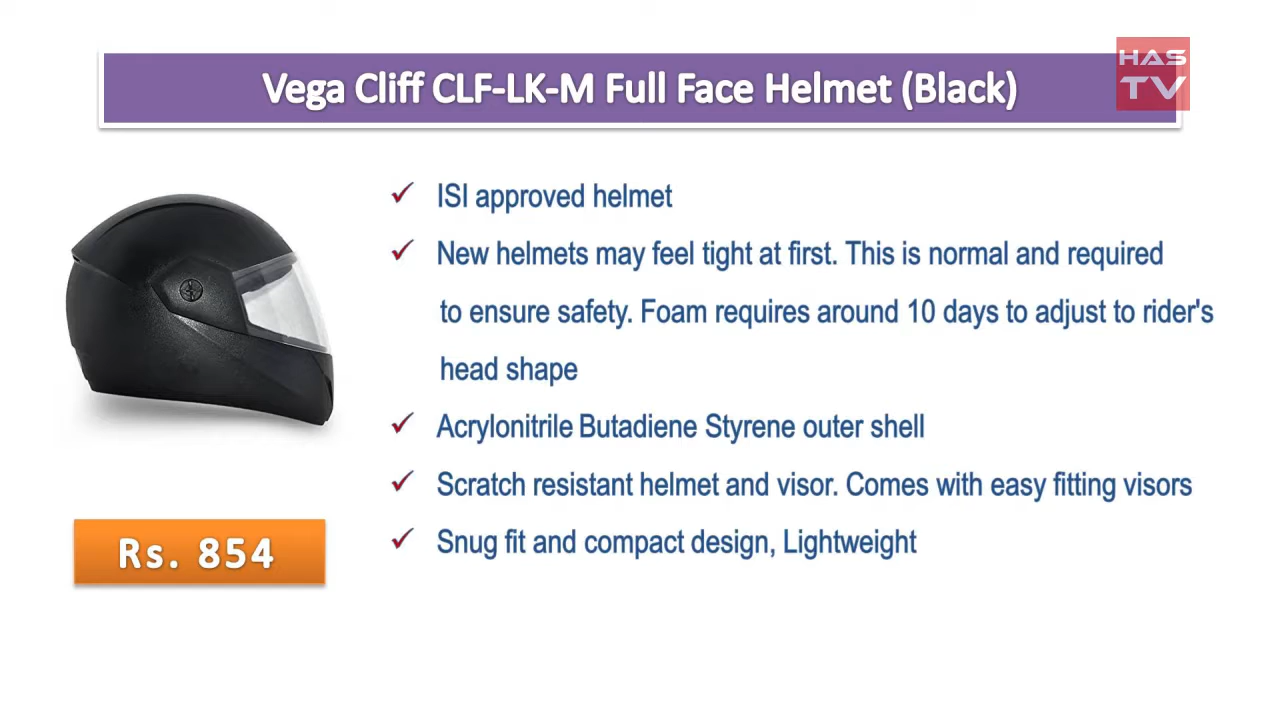 Vega Cliff CLF-LK-M Full Face Helmet (Black)
HAS
TV
ISI approved helmet
New helmets may feel tight at first. This is normal and required
to ensure safety. Foam requires around 10 days to adjust to rider's
head shape
Acrylonitrile Butadiene Styrene outer shell
Scratch resistant helmet and visor. Comes with easy fitting visors
Snug fit and compact design, Lightweight
Rs. 854